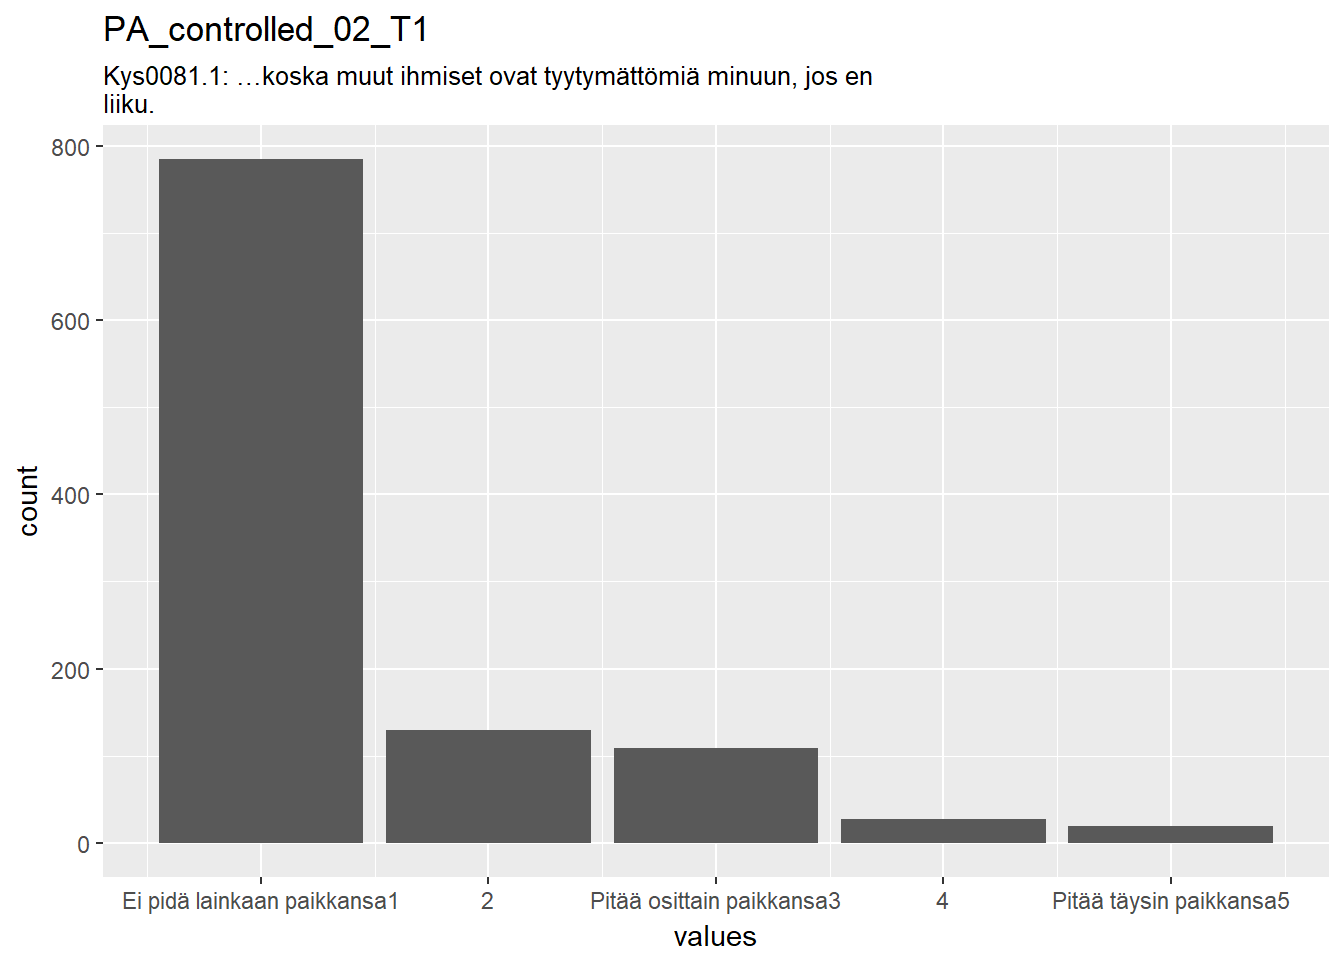 PA_controlled_02_T1
Kys0081.1: …koska muut ihmiset ovat tyytymättömiä minuun, jos en
liiku.
800
600
400
200
0
count
Ei pidä lainkaan paikkansa1
2
Pitää osittain paikkansa3
4
Pitää täysin paikkansa5
values